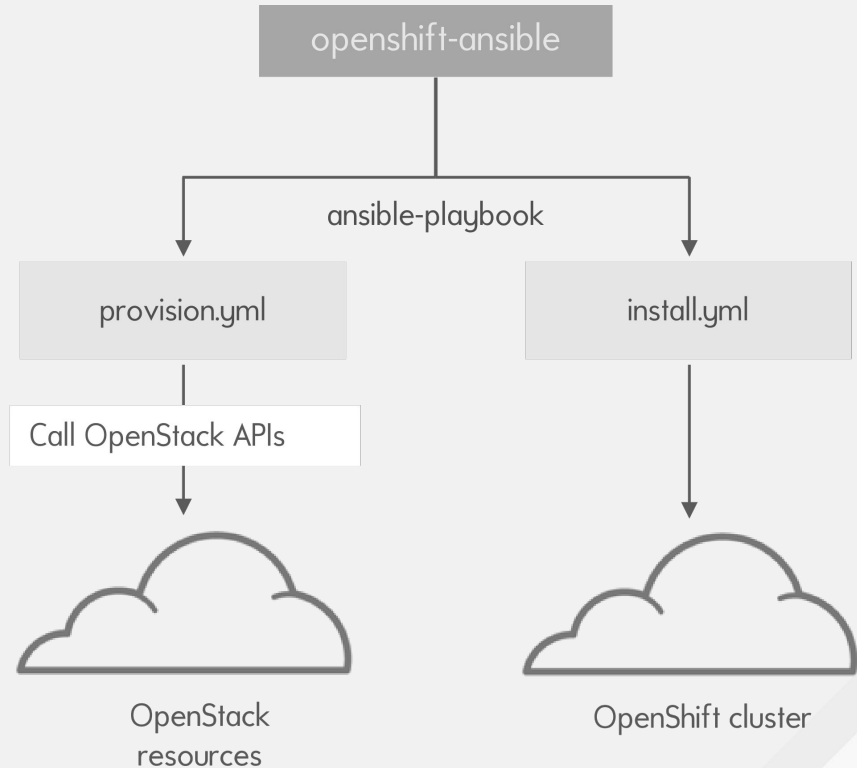 openshift-ansible
ansible-playbook
provision.yml
install.yml
Call OpenStack APIs
OpenStack
resources
OpenShift cluster